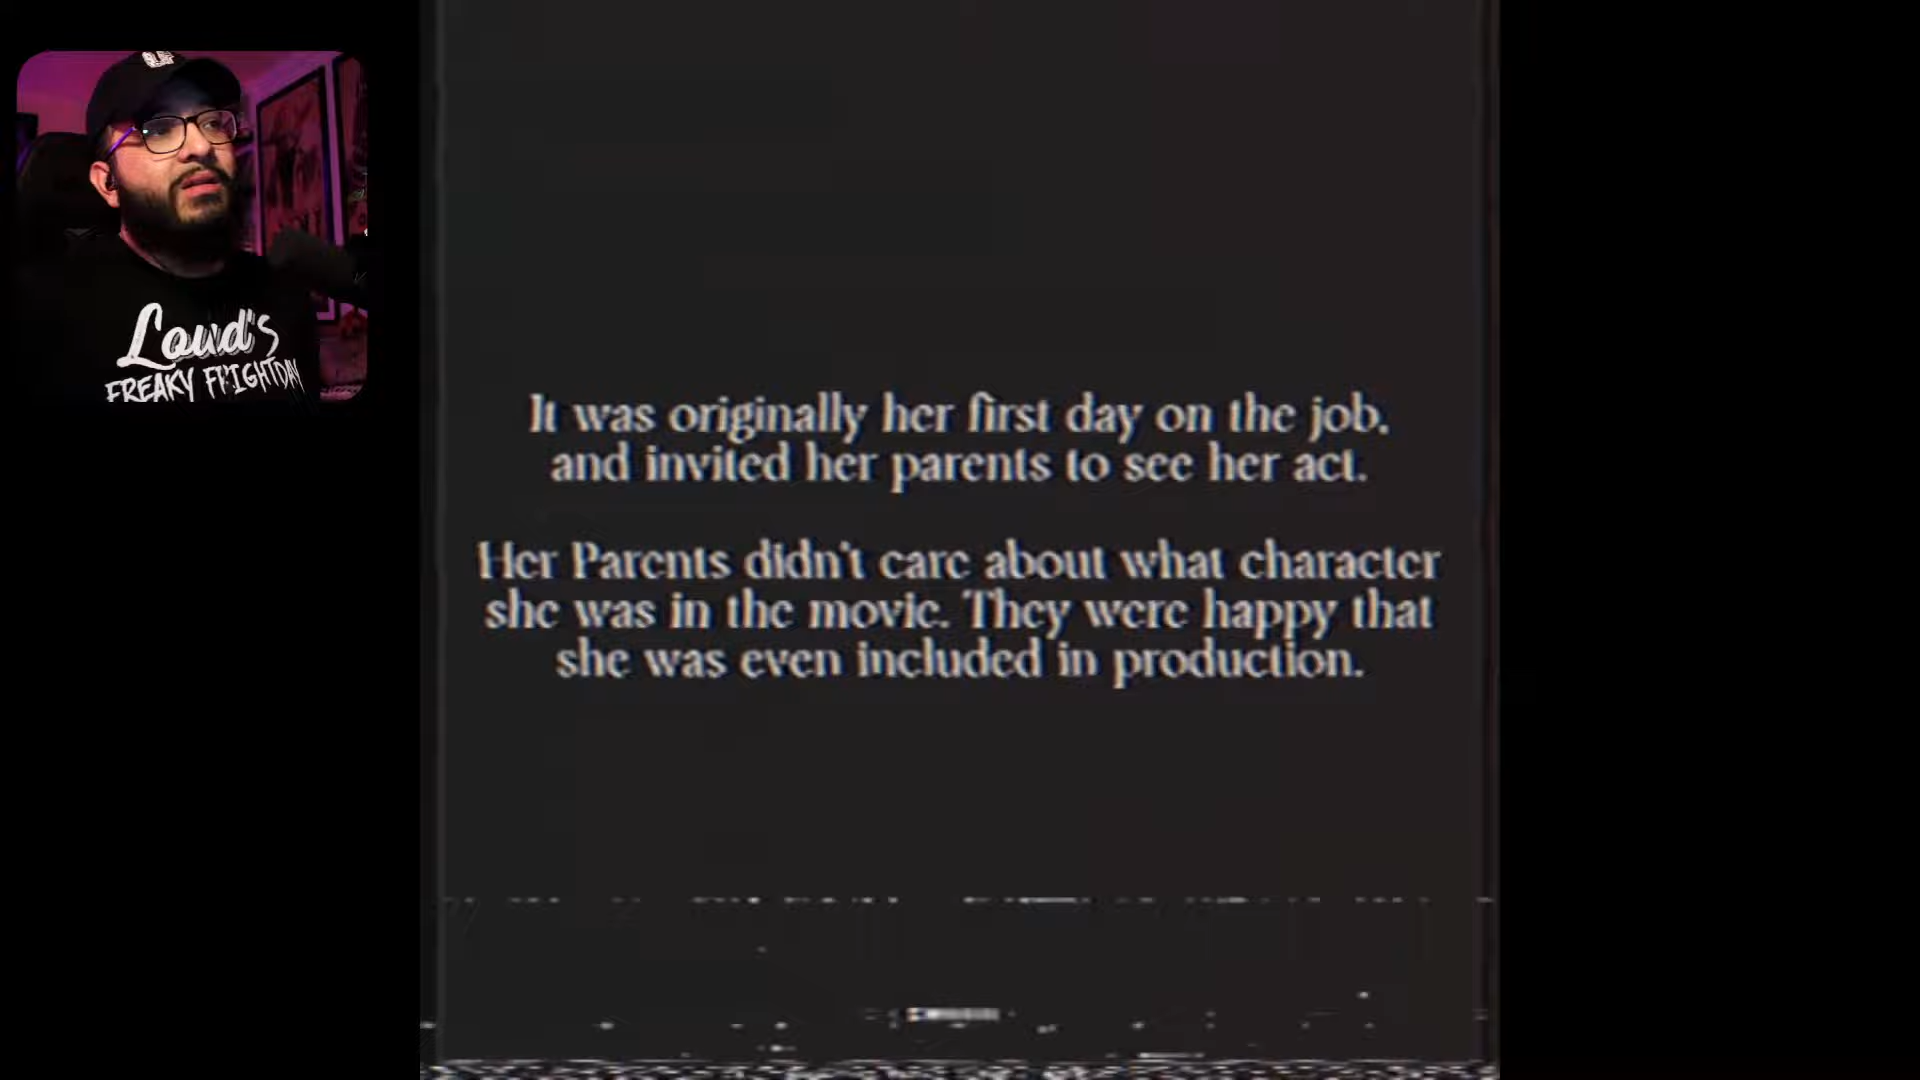 Loud's
FREAKY FRIGHTDAY
It was originally her first day on the job,
and invited her parents to see her act.
Her Parents didn't care about what character
she was in the movie. They were happy that
she was even included in production.